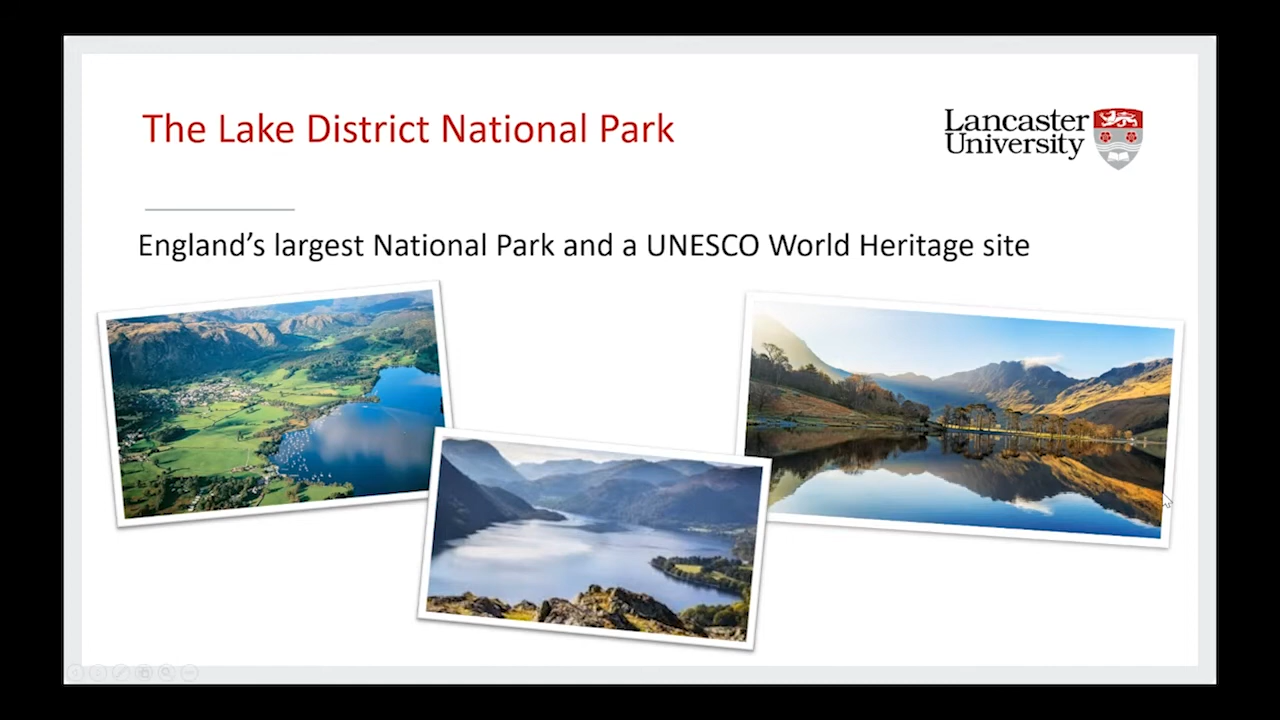 The Lake District National Park
Lancaster
University
England’s largest National Park and a UNESCO World Heritage site